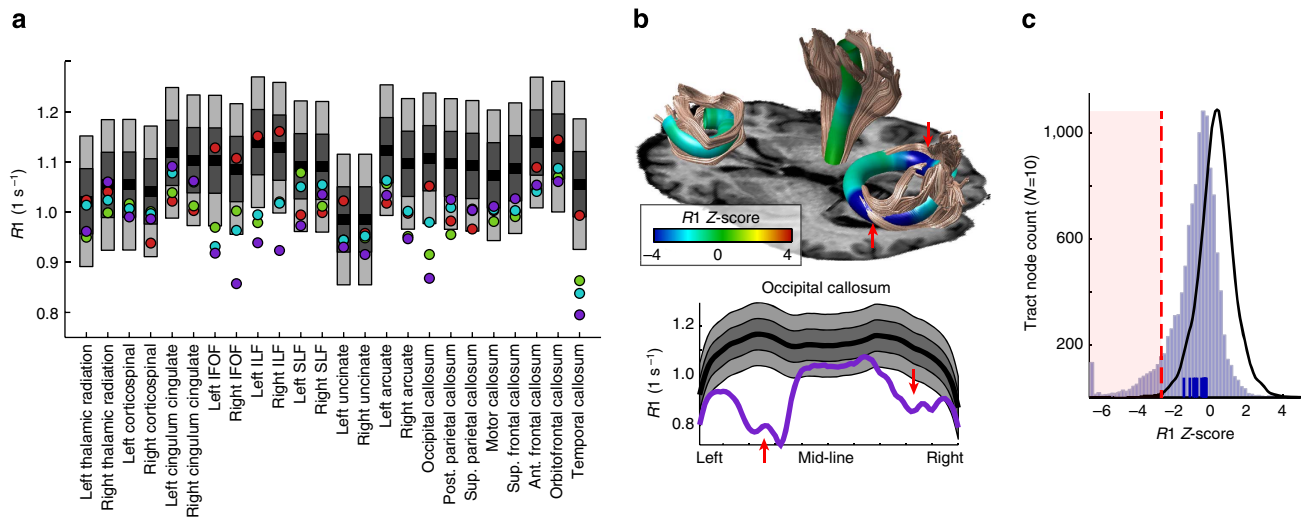 a
R1 (1 s⁻¹)
1.2
1.1
1.0
0.9
0.8
Left thalamic radiation
Right thalamic radiation
Left corticospinal
Right corticospinal
Left cingulum cingulate
Right cingulum cingulate
Left IFOF
Right IFOF
Left ILF
Right ILF
Left SLF
Right SLF
Left uncinate
Right uncinate
Left arcuate
Right arcuate
Occipital callosum
Post. parietal callosum
Sup. parietal callosum
Motor callosum
Sup. frontal callosum
Ant. frontal callosum
Orbitofrontal callosum
Temporal callosum
b
R1 Z-score
−4 0 4
Occipital callosum
R1 (1 s⁻¹)
1.2
1.0
0.8
Left Mid-line Right
c
Tract node count (N=10)
1,000
600
200
−6 −4 −2 0 2 4
R1 Z-score